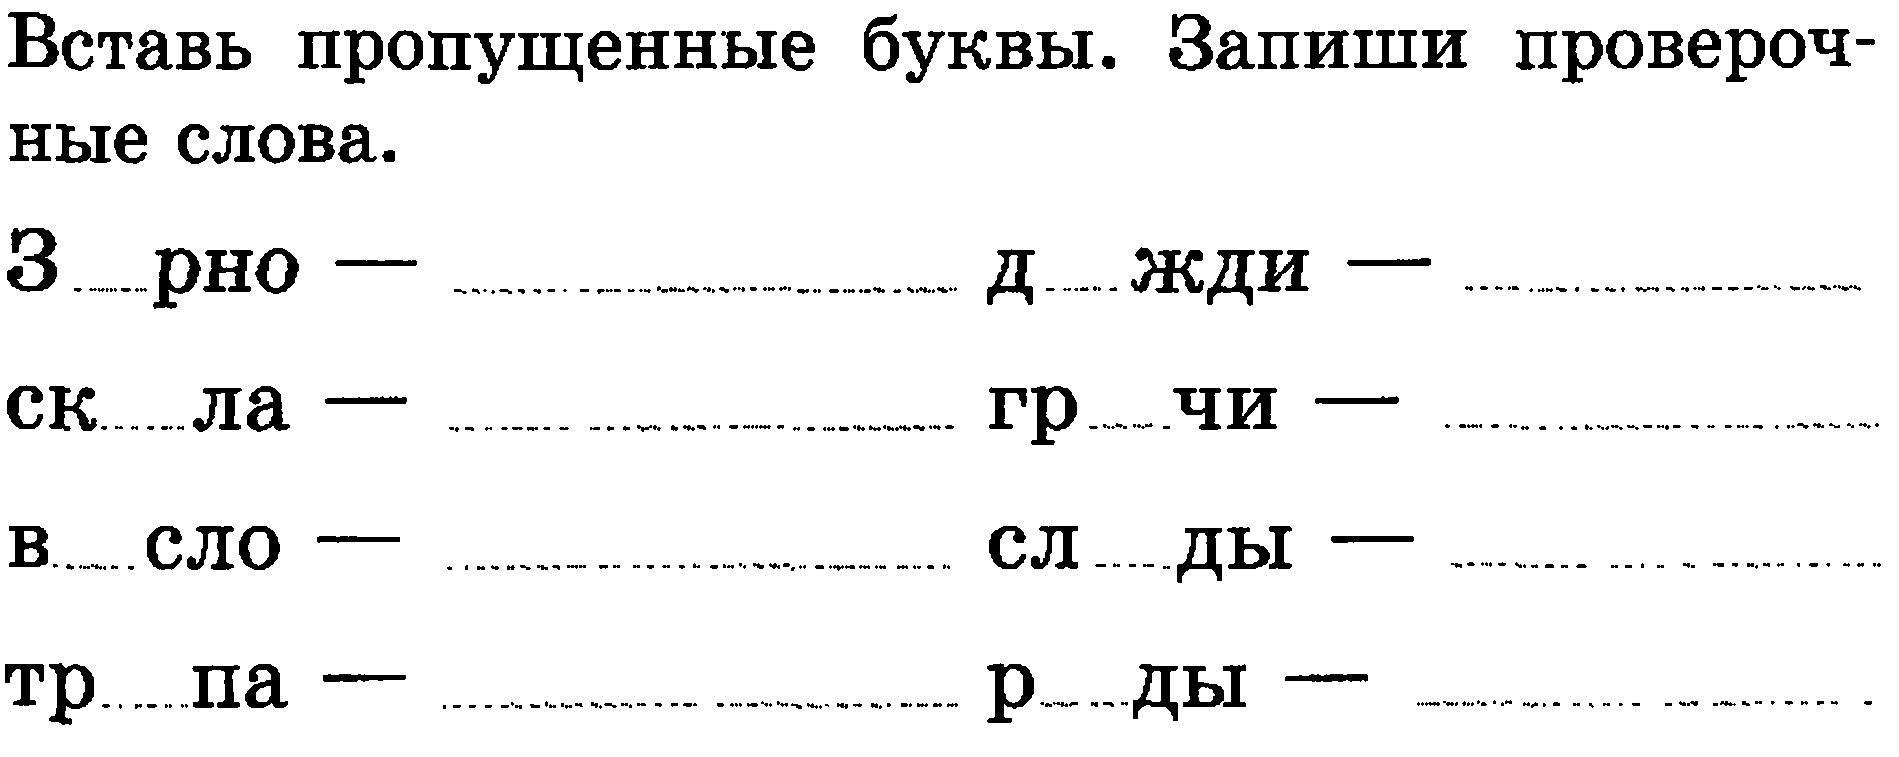 Вставь пропущенные буквы. Запиши провероч-
ные слова.
З....рно — .................... д....жди — ....................
ск....ла — .................... гр....чи — ....................
в....сло — .................... сл....ды — ....................
тр....па — .................... р....ды — ....................